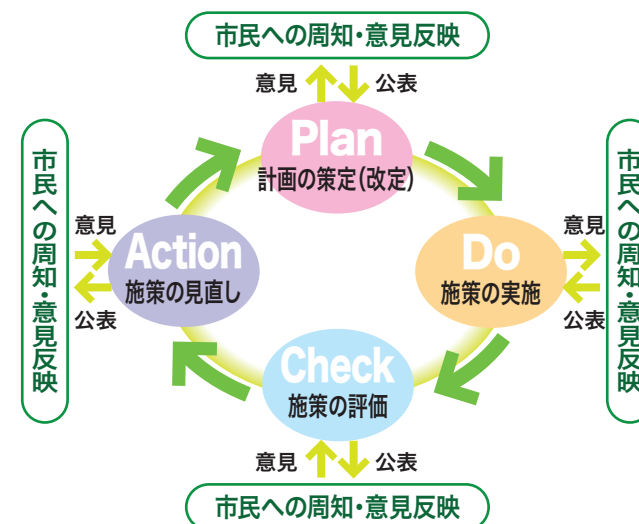 市民への周知・意見反映
意見
公表
Plan
計画の策定(改定)
市民への周知・意見反映
意見
公表
Action
施策の見直し
Do
施策の実施
意見
公表
市民への周知・意見反映
Check
施策の評価
意見
公表
市民への周知・意見反映